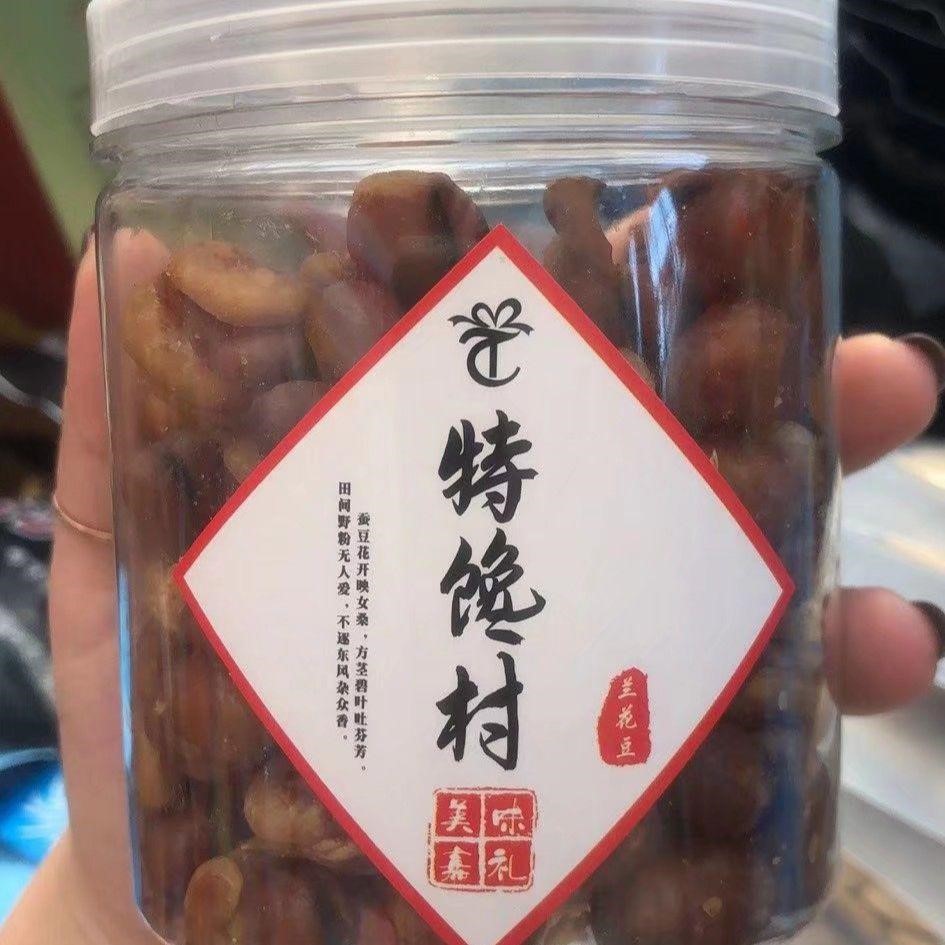 特馋村
蚕豆花开映女桑,方茎碧叶吐芬芳。
田间野粉无人爱,不逐东风杂众香。
兰花豆
美味
嘉礼